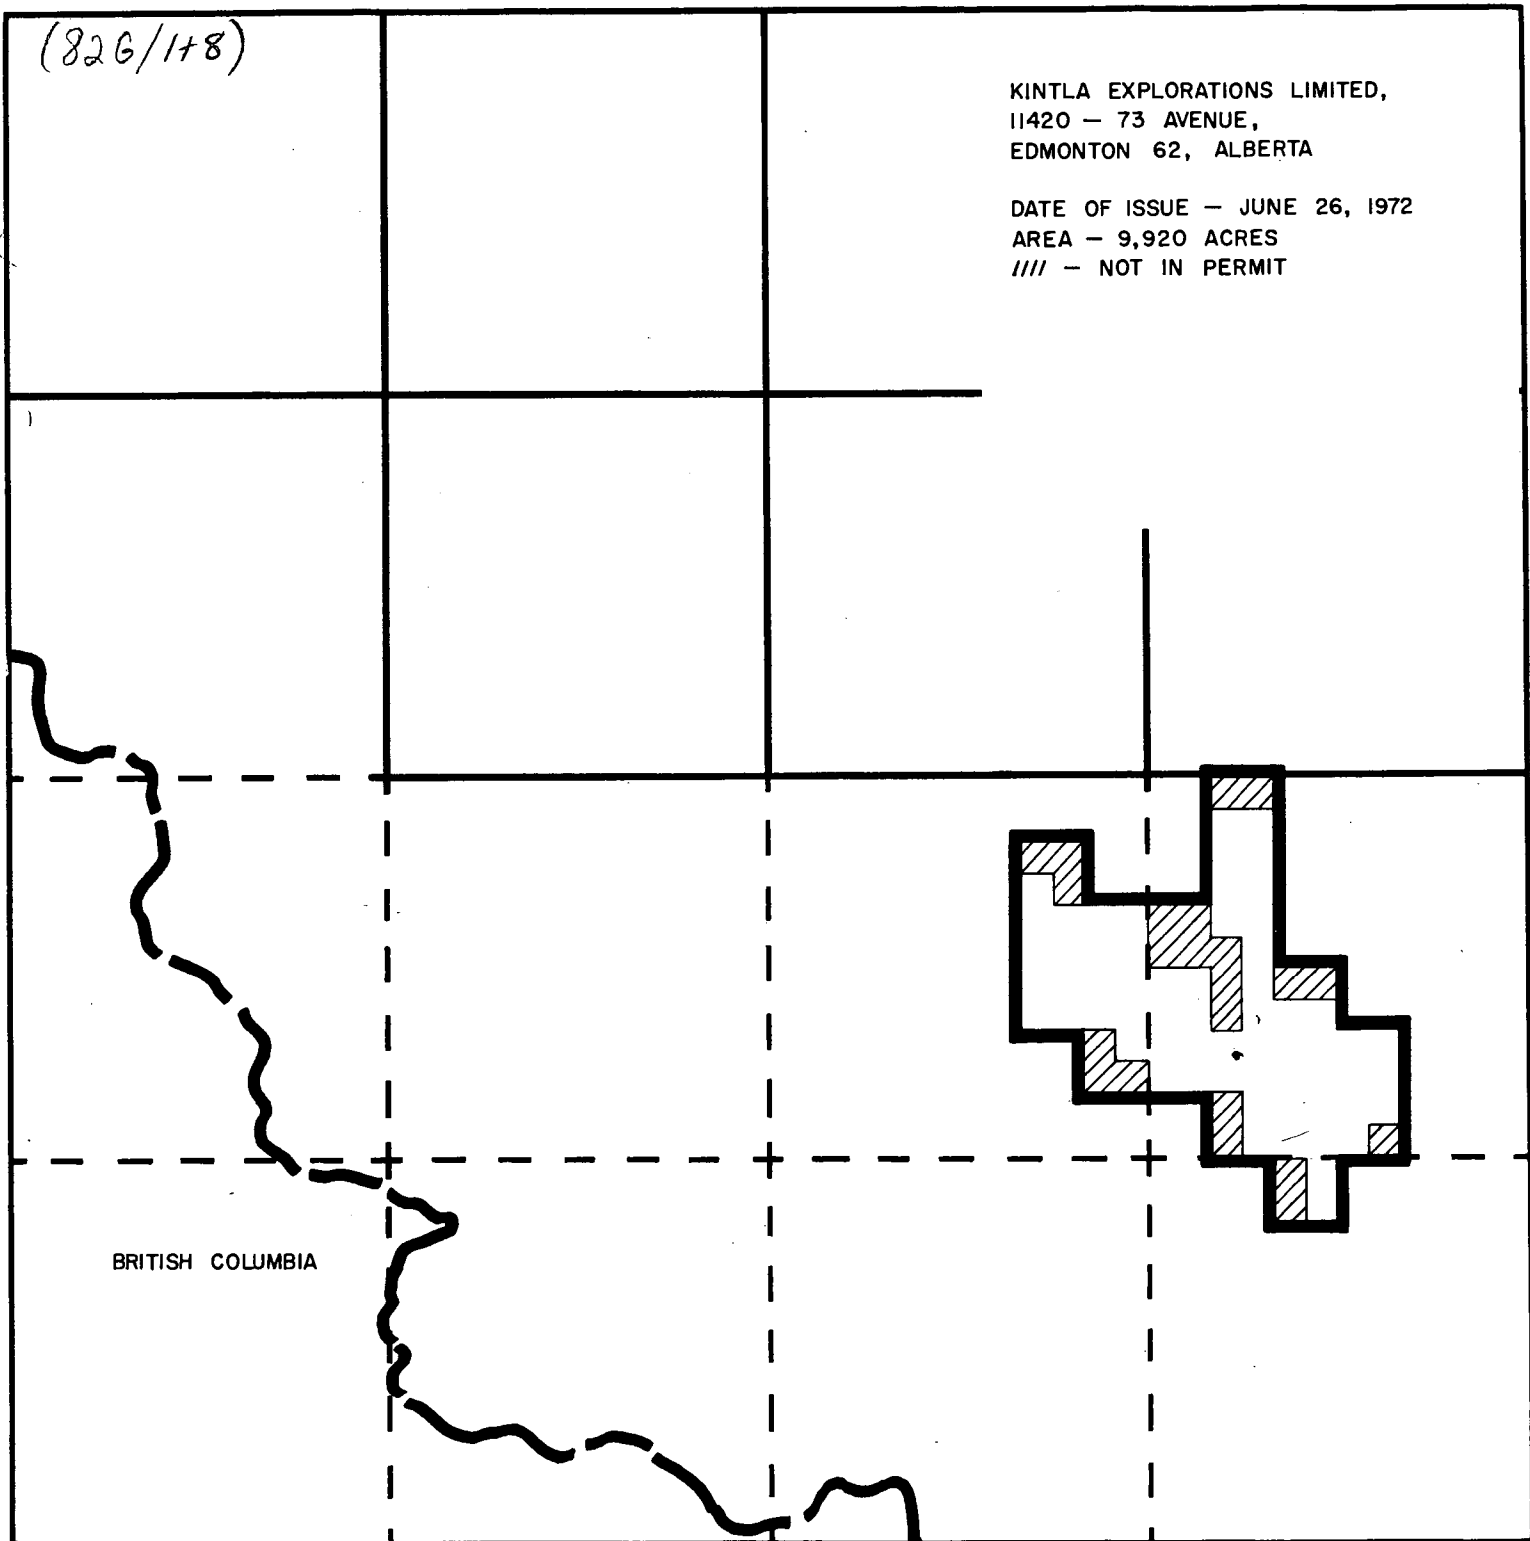 (82G/1+8)
KINTLA EXPLORATIONS LIMITED,
11420 — 73 AVENUE,
EDMONTON 62, ALBERTA
DATE OF ISSUE — JUNE 26, 1972
AREA — 9,920 ACRES
//// — NOT IN PERMIT
BRITISH COLUMBIA